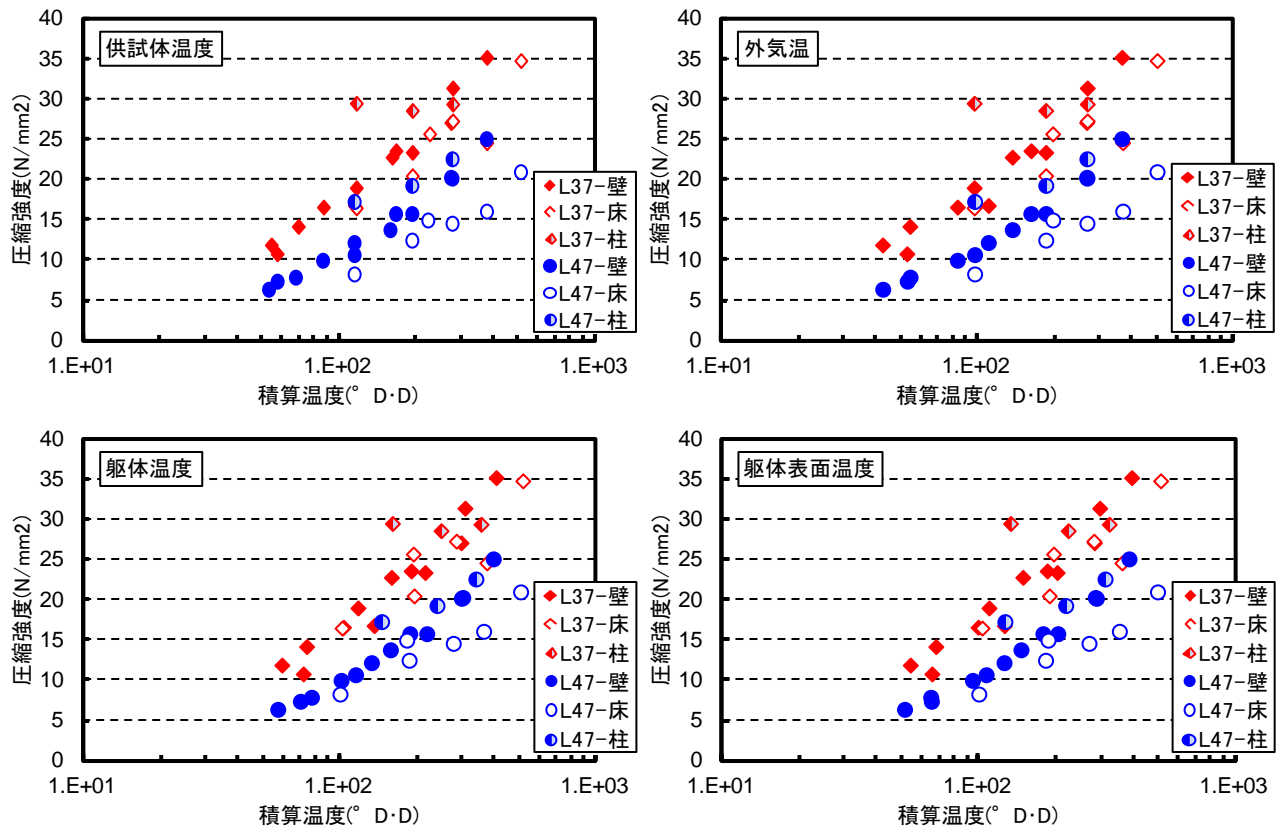 供試体温度
圧縮強度(N/mm2)
40
35
30
25
20
15
10
5
0
1.E+01
1.E+02
1.E+03
積算温度(° D·D)
L37-壁
L37-床
L37-柱
L47-壁
L47-床
L47-柱
外気温
圧縮強度(N/mm2)
40
35
30
25
20
15
10
5
0
1.E+01
1.E+02
1.E+03
積算温度(° D·D)
L37-壁
L37-床
L37-柱
L47-壁
L47-床
L47-柱
躯体温度
圧縮強度(N/mm2)
40
35
30
25
20
15
10
5
0
1.E+01
1.E+02
1.E+03
積算温度(° D·D)
L37-壁
L37-床
L37-柱
L47-壁
L47-床
L47-柱
躯体表面温度
圧縮強度(N/mm2)
40
35
30
25
20
15
10
5
0
1.E+01
1.E+02
1.E+03
積算温度(° D·D)
L37-壁
L37-床
L37-柱
L47-壁
L47-床
L47-柱